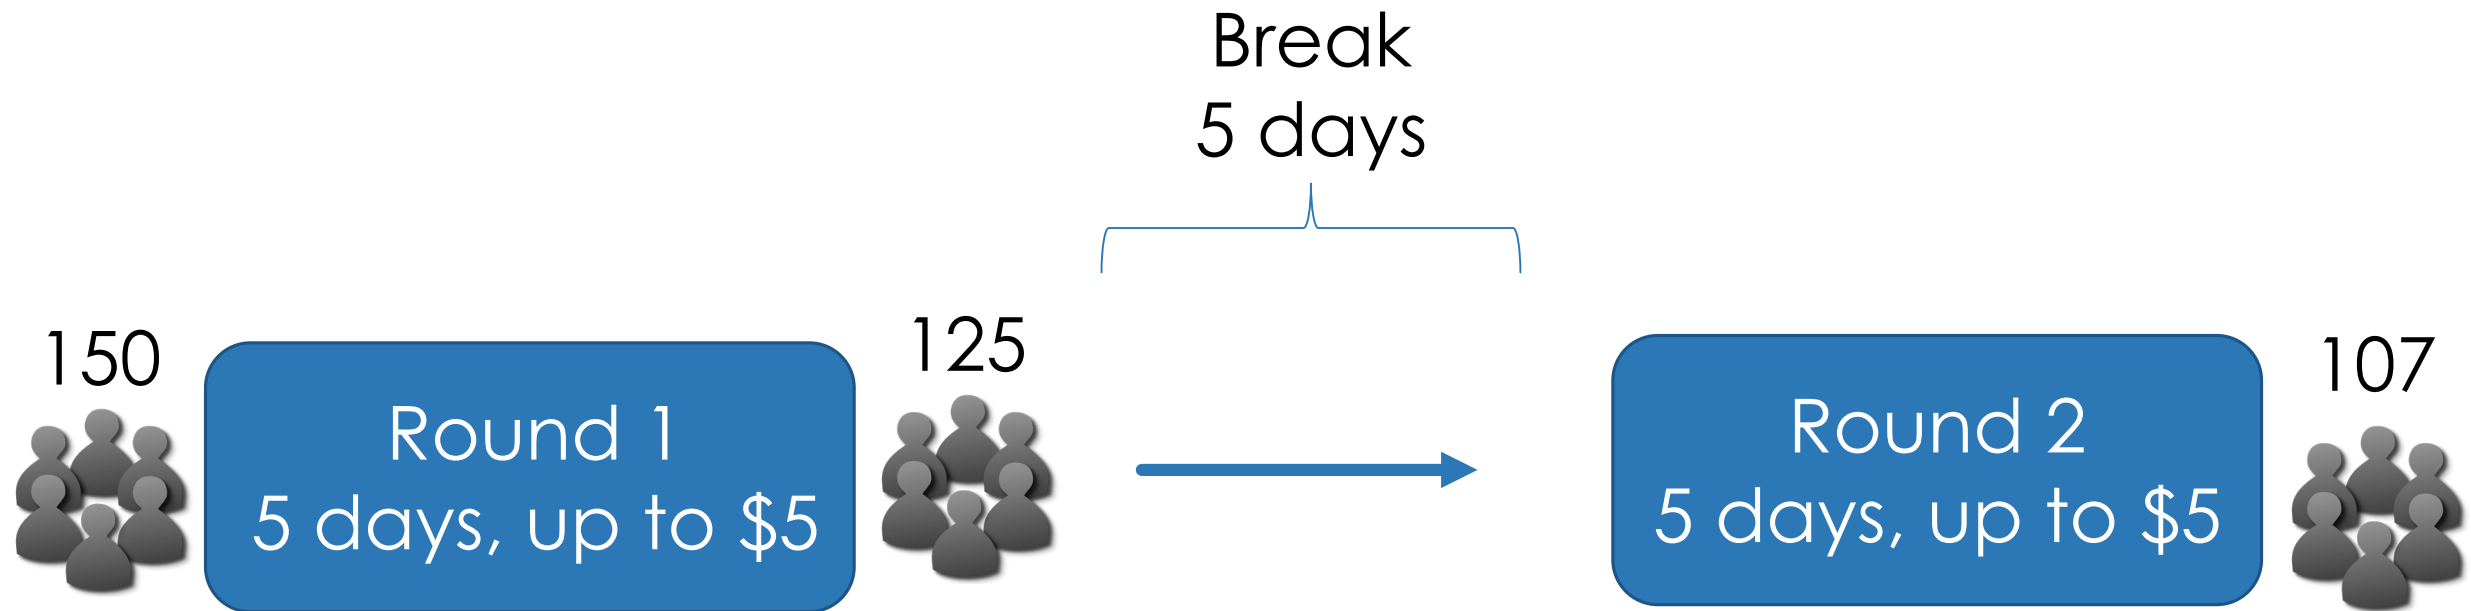 Break
5 days
150
Round 1
5 days, up to $5
125
Round 2
5 days, up to $5
107